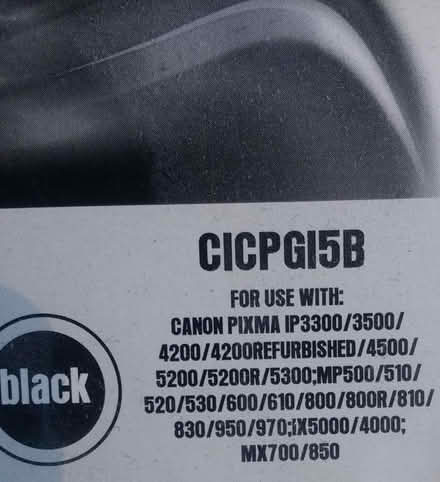 CICPGI5B
FOR USE WITH:
CANON PIXMA IP3300/3500/
4200/4200REFURBISHED/4500/
5200/5200R/5300;MP500/510/
520/530/600/610/800/800R/810/
830/950/970;iX5000/4000;
MX700/850
black